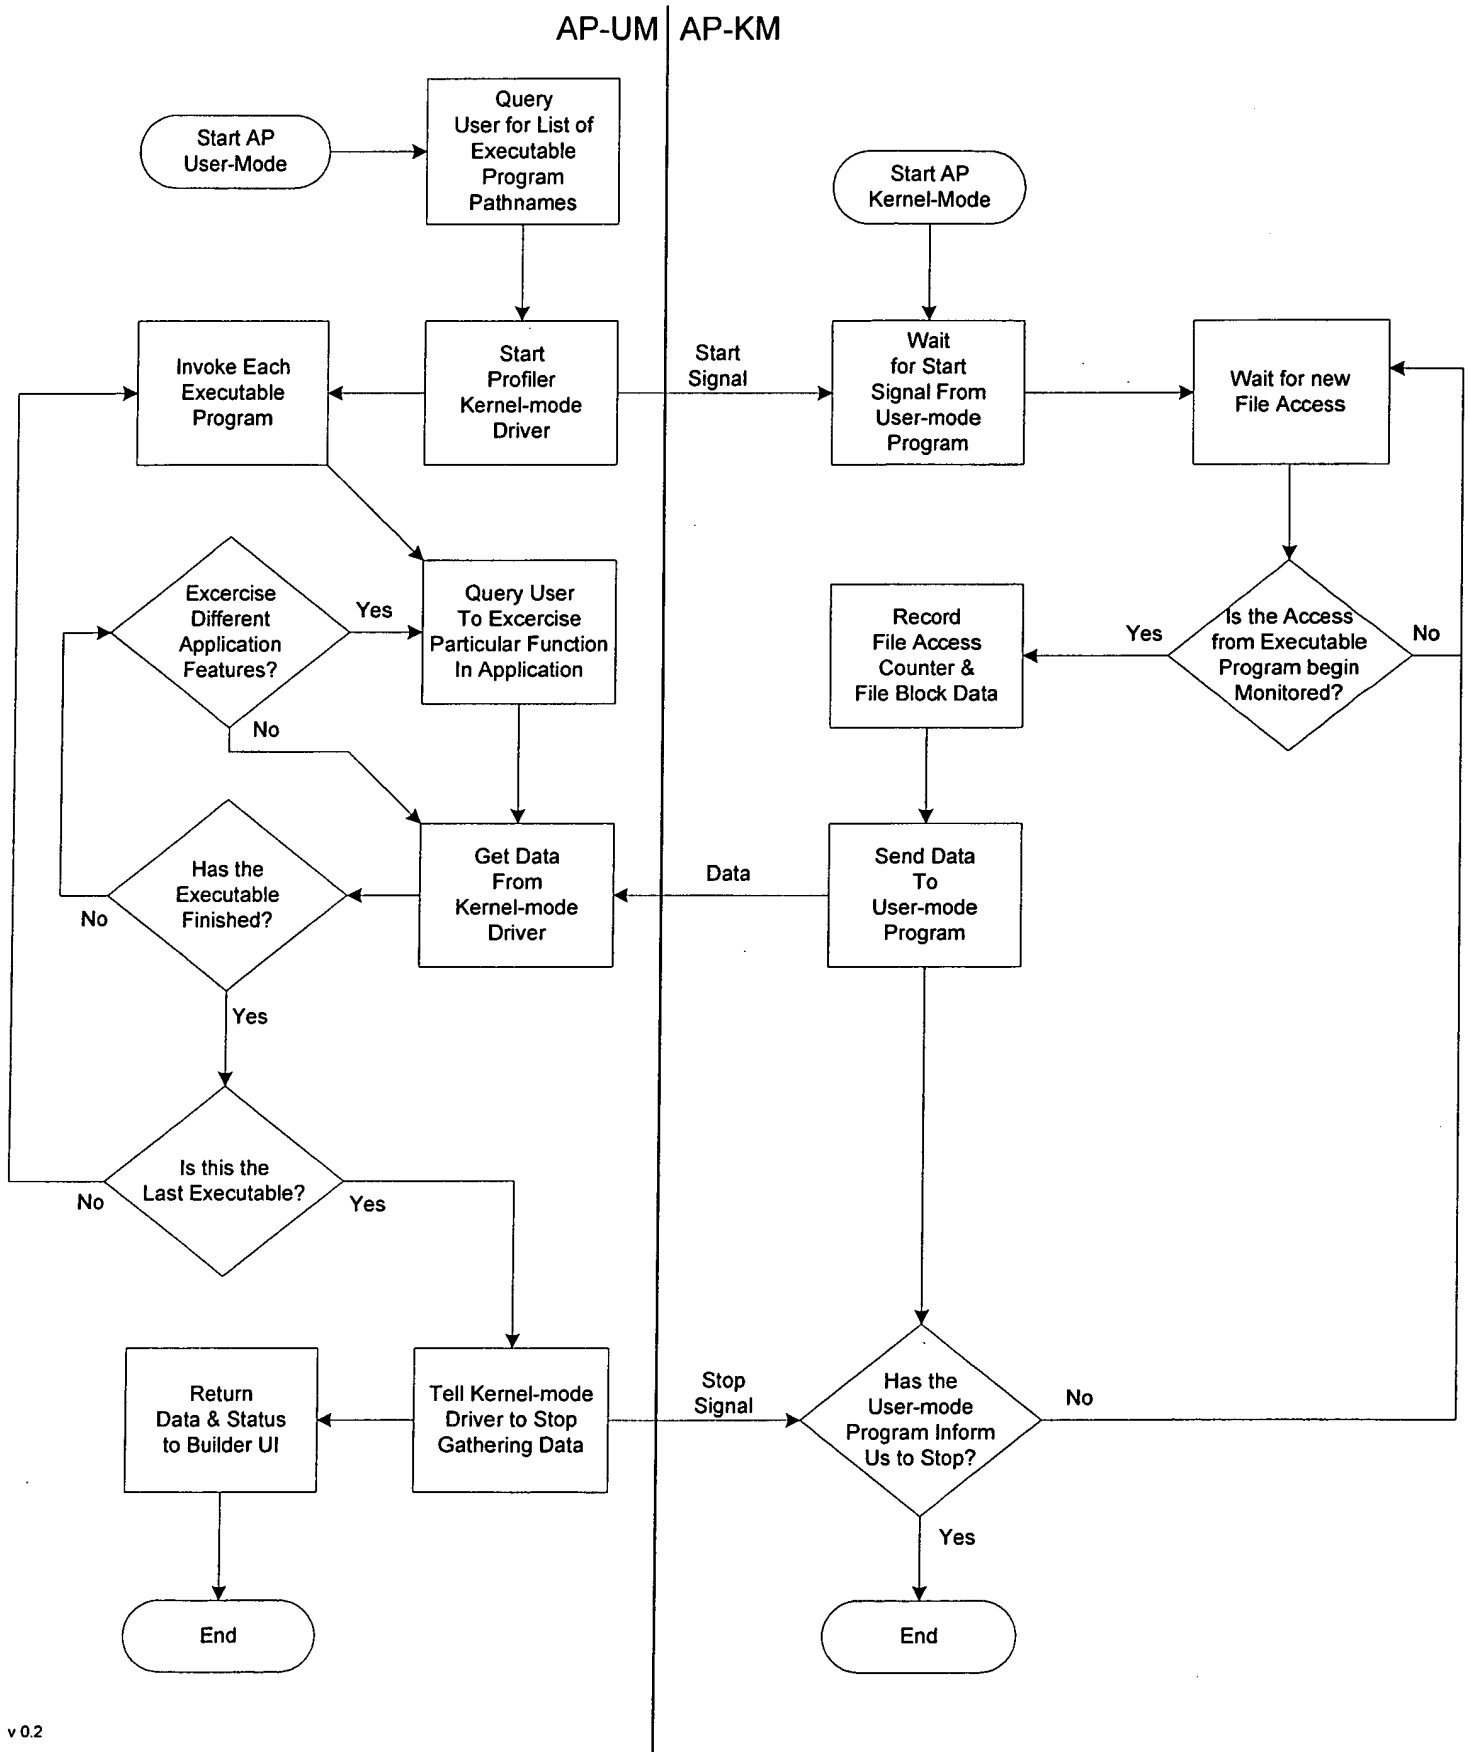 AP-UM
AP-KM
Start AP
User-Mode
Query
User for List of
Executable
Program
Pathnames
Start AP
Kernel-Mode
Invoke Each
Executable
Program
Start
Profiler
Kernel-mode
Driver
Start
Signal
Wait
for Start
Signal From
User-mode
Program
Wait for new
File Access
Excercise
Different
Application
Features?
Yes
No
Query User
To Excercise
Particular Function
In Application
Record
File Access
Counter &
File Block Data
Yes
Is the Access
from Executable
Program begin
Monitored?
No
Has the
Executable
Finished?
No
Yes
Get Data
From
Kernel-mode
Driver
Data
Send Data
To
User-mode
Program
Is this the
Last Executable?
No
Yes
Return
Data & Status
to Builder UI
Tell Kernel-mode
Driver to Stop
Gathering Data
Stop
Signal
Has the
User-mode
Program Inform
Us to Stop?
No
Yes
End
End
v 0.2